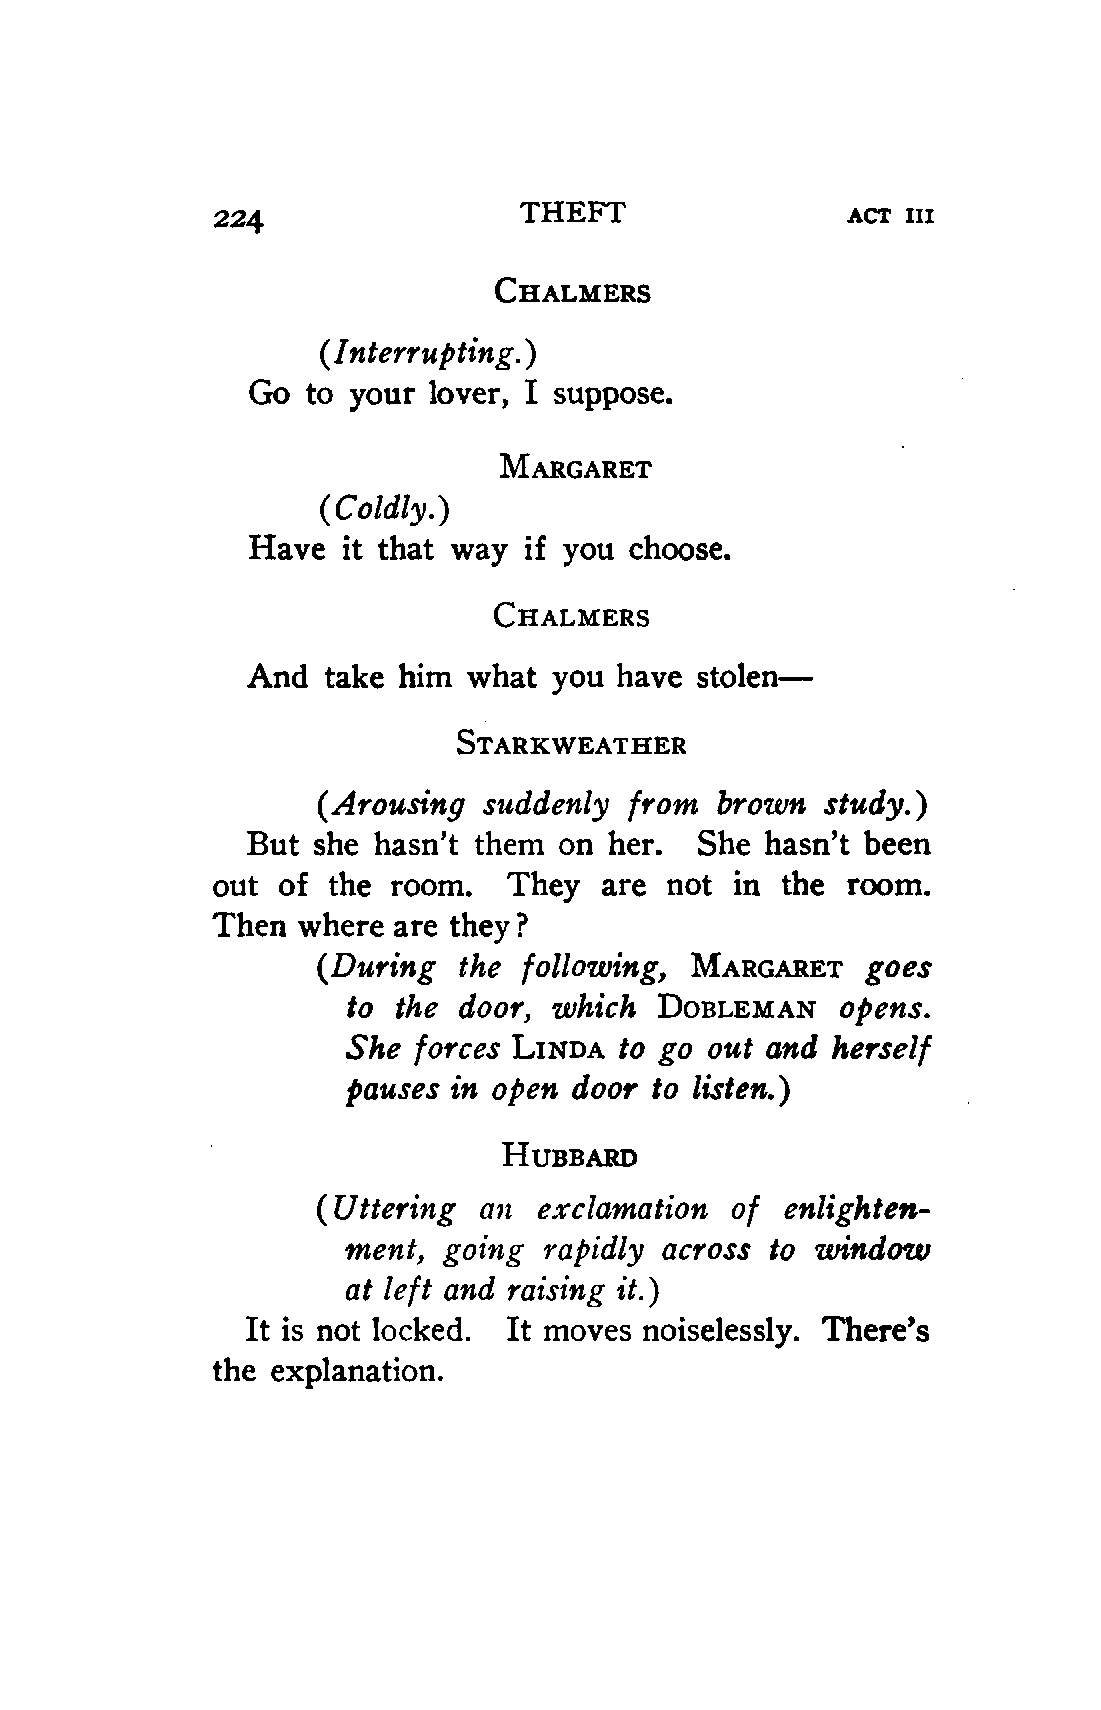 224 THEFT ACT III
CHALMERS
(Interrupting.)
Go to your lover, I suppose.
MARGARET
(Coldly.)
Have it that way if you choose.
CHALMERS
And take him what you have stolen—
STARKWEATHER
(Arousing suddenly from brown study.)
But she hasn't them on her. She hasn't been
out of the room. They are not in the room.
Then where are they?
(During the following, MARGARET goes
to the door, which DOBLEMAN opens.
She forces LINDA to go out and herself
pauses in open door to listen.)
HUBBARD
(Uttering an exclamation of enlighten-
ment, going rapidly across to window
at left and raising it.)
It is not locked. It moves noiselessly. There's
the explanation.